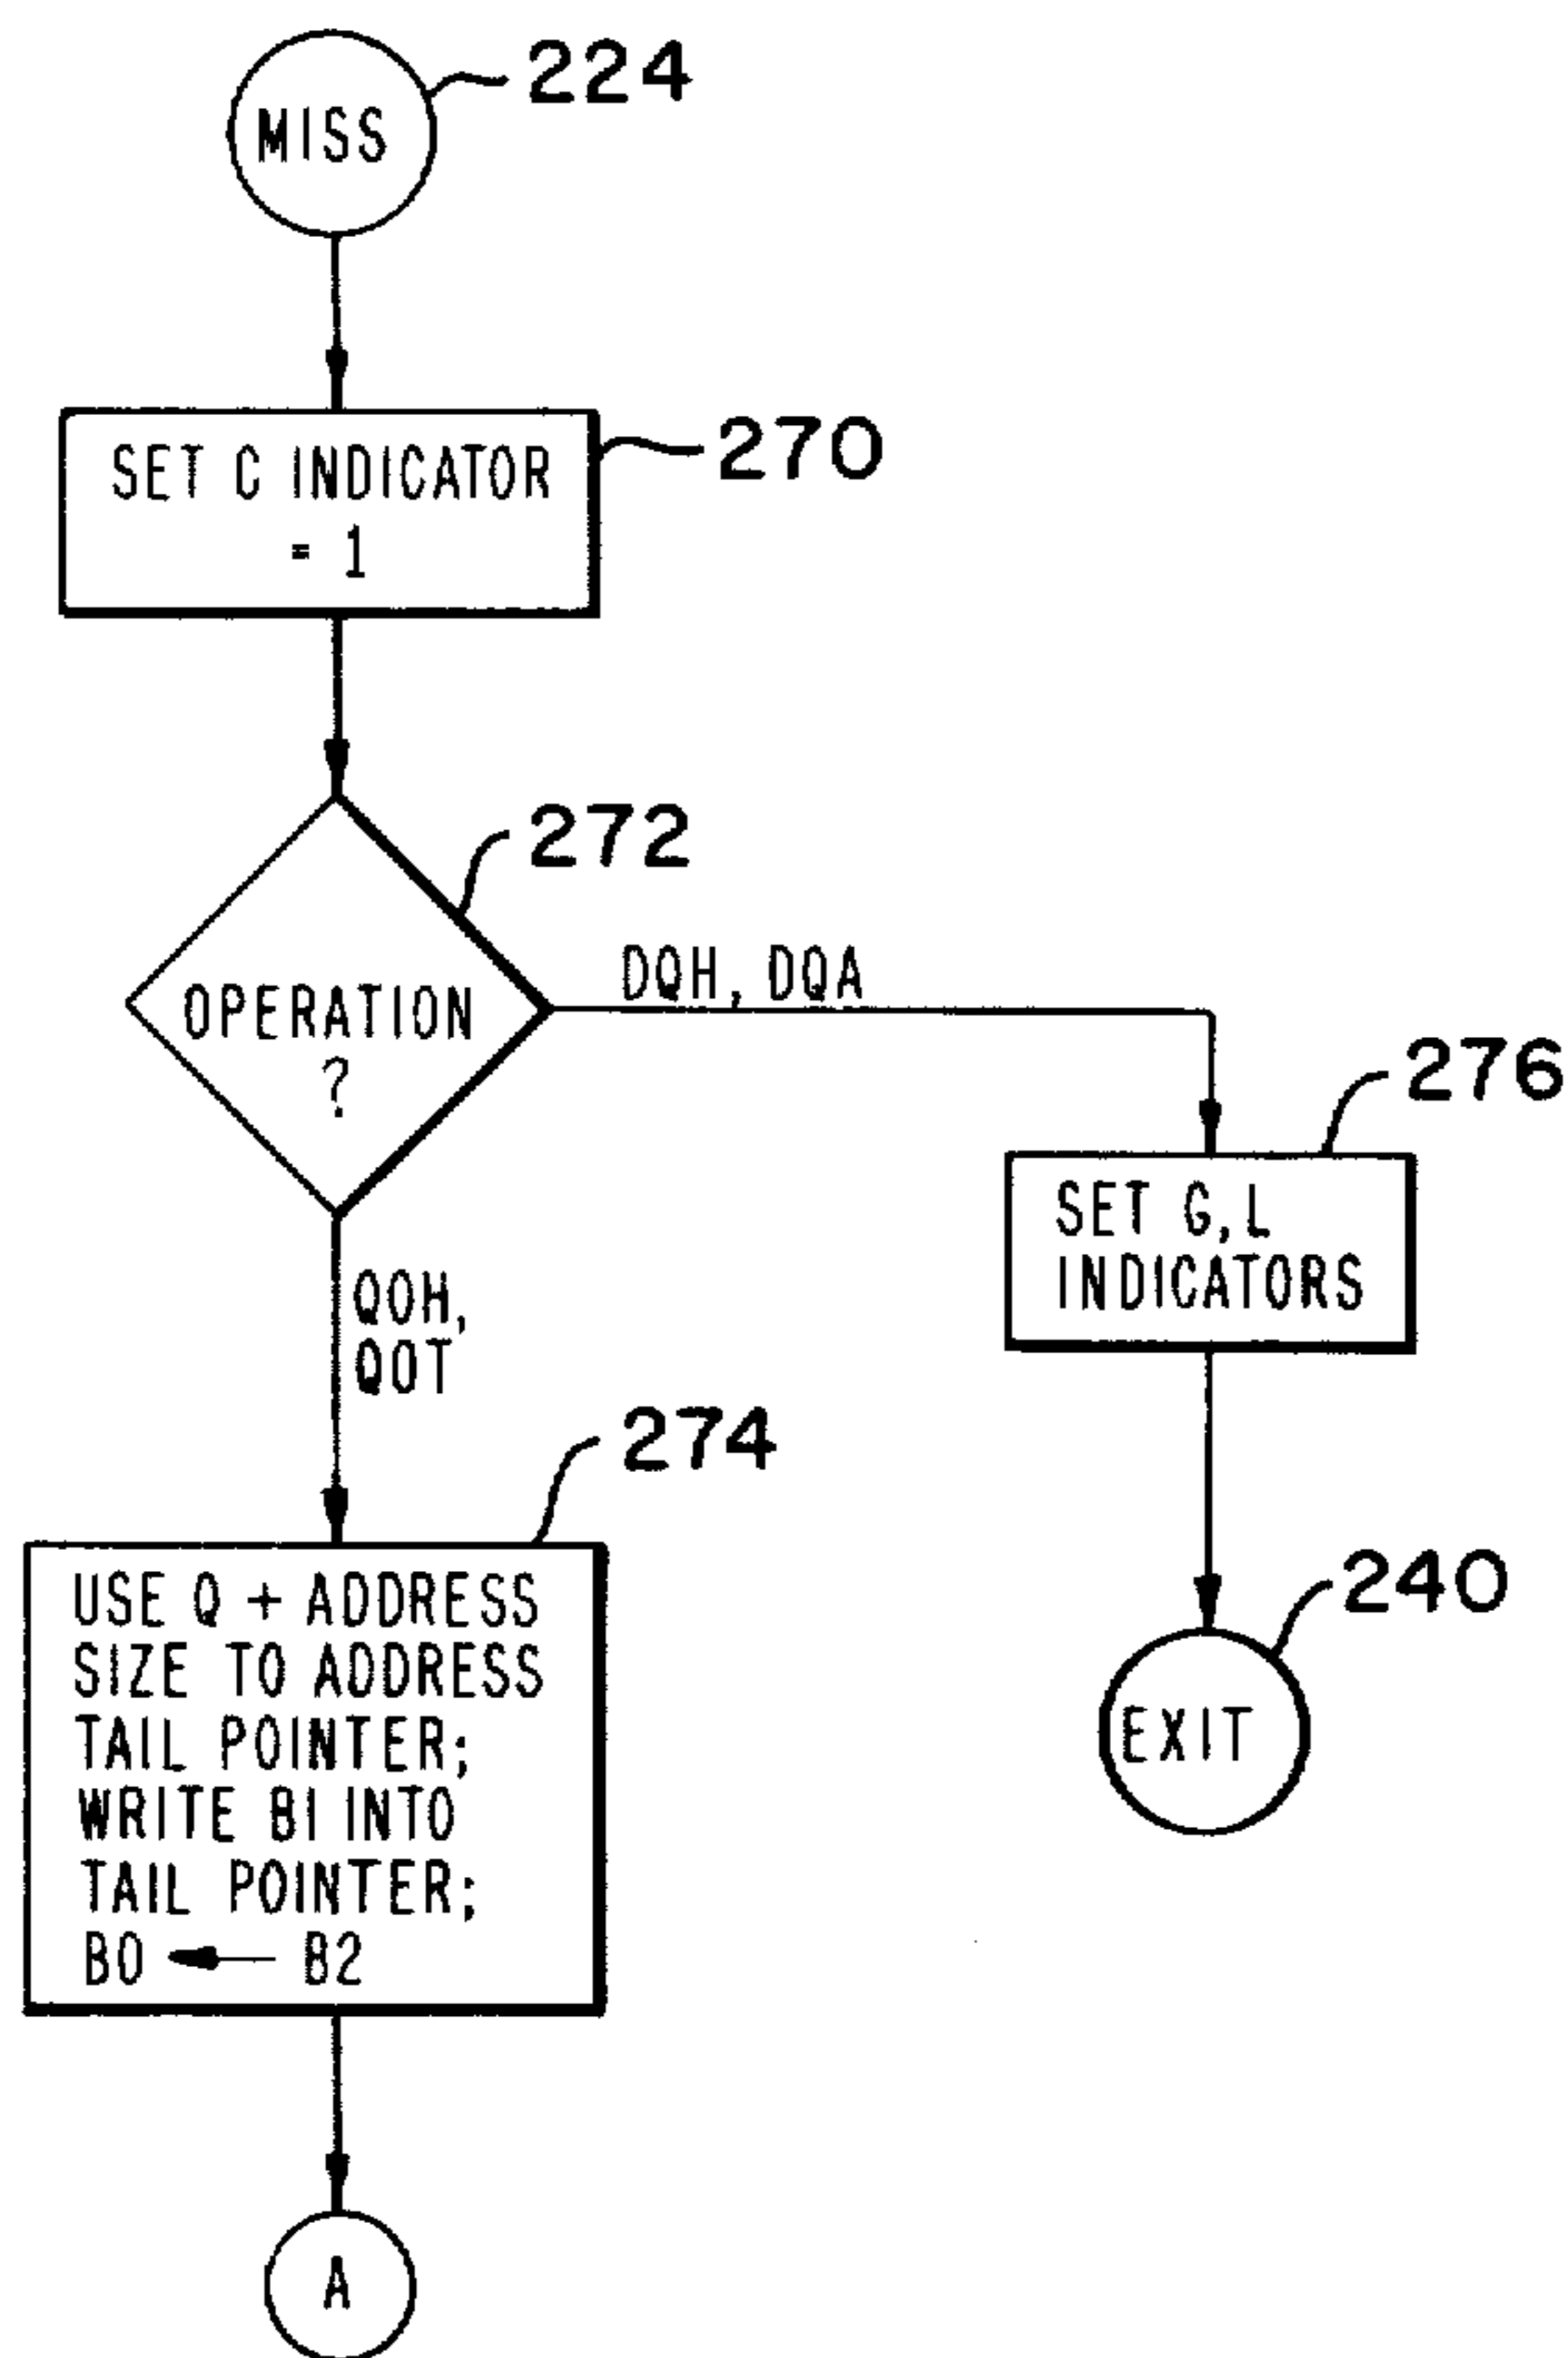 224
MISS
SET C INDICATOR
= 1
270
272
OPERATION
?
DQH, DQA
276
SET G,L
INDICATORS
QOH,
QOT
274
USE Q + ADDRESS
SIZE TO ADDRESS
TAIL POINTER;
WRITE B1 INTO
TAIL POINTER;
B0 ← B2
240
EXIT
A